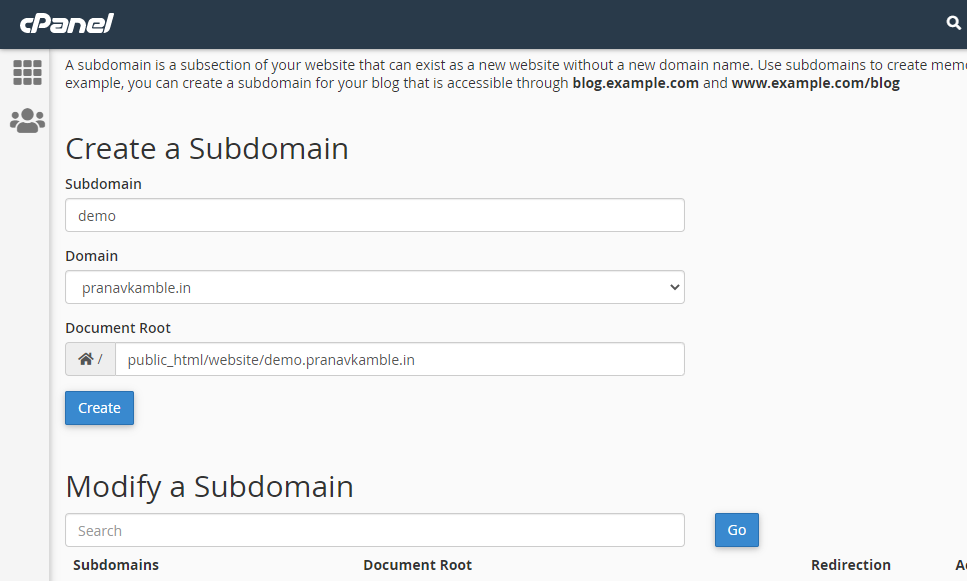 cPanel
A subdomain is a subsection of your website that can exist as a new website without a new domain name. Use subdomains to create
example, you can create a subdomain for your blog that is accessible through blog.example.com and www.example.com/blog
Create a Subdomain
Subdomain
demo
Domain
pranavkamble.in
Document Root
/ public_html/website/demo.pranavkamble.in
Create
Modify a Subdomain
Search Go
Subdomains Document Root Redirection